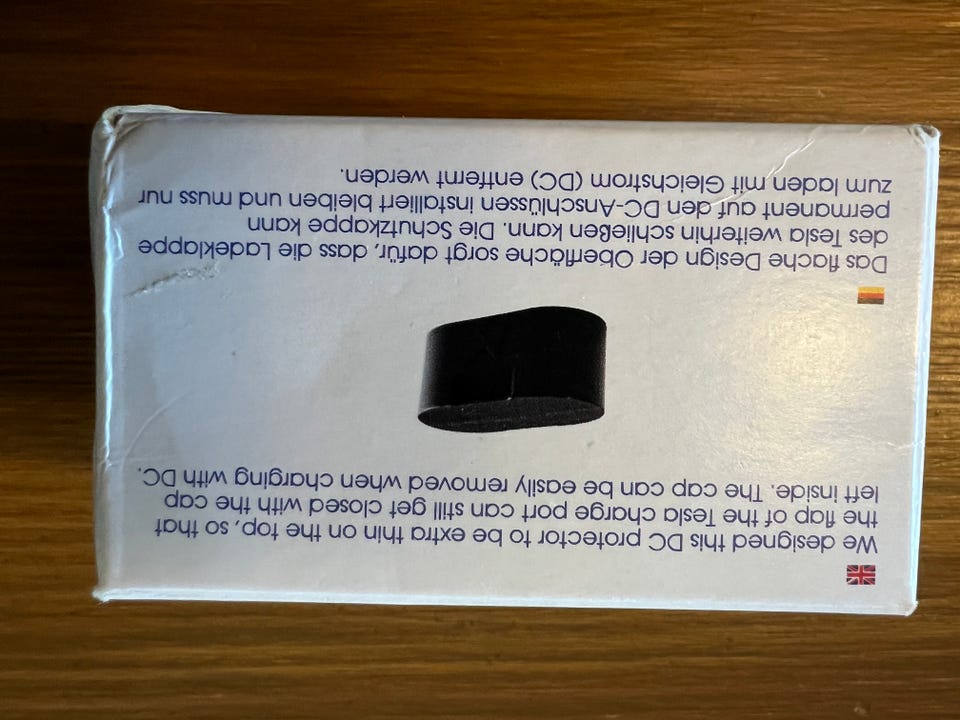 We designed this DC protector to be extra thin on the top, so that
the flap of the Tesla charge port can still get closed with the cap
left inside. The cap can be easily removed when charging with DC.
Das flache Design der Oberfläche sorgt dafür, dass die Ladeklappe
des Tesla weiterhin schließen kann. Die Schutzkappe kann
permanent auf den DC-Anschlüssen installiert bleiben und muss nur
zum laden mit Gleichstrom (DC) entfernt werden.